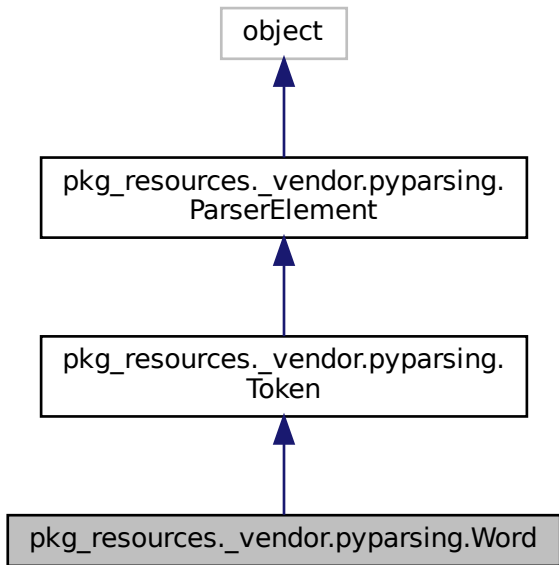 object
pkg_resources._vendor.pyparsing.
ParserElement
pkg_resources._vendor.pyparsing.
Token
pkg_resources._vendor.pyparsing.Word